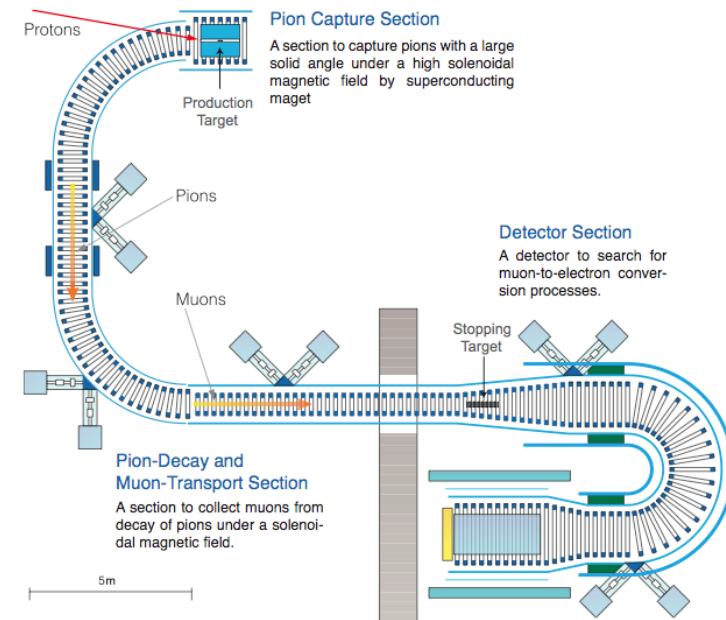 Protons
Pion Capture Section
A section to capture pions with a large
solid angle under a high solenoidal
magnetic field by superconducting
maget
Production
Target
Pions
Detector Section
A detector to search for
muon-to-electron conver-
sion processes.
Muons
Stopping
Target
Pion-Decay and
Muon-Transport Section
A section to collect muons from
decay of pions under a solenoi-
dal magnetic field.
5m